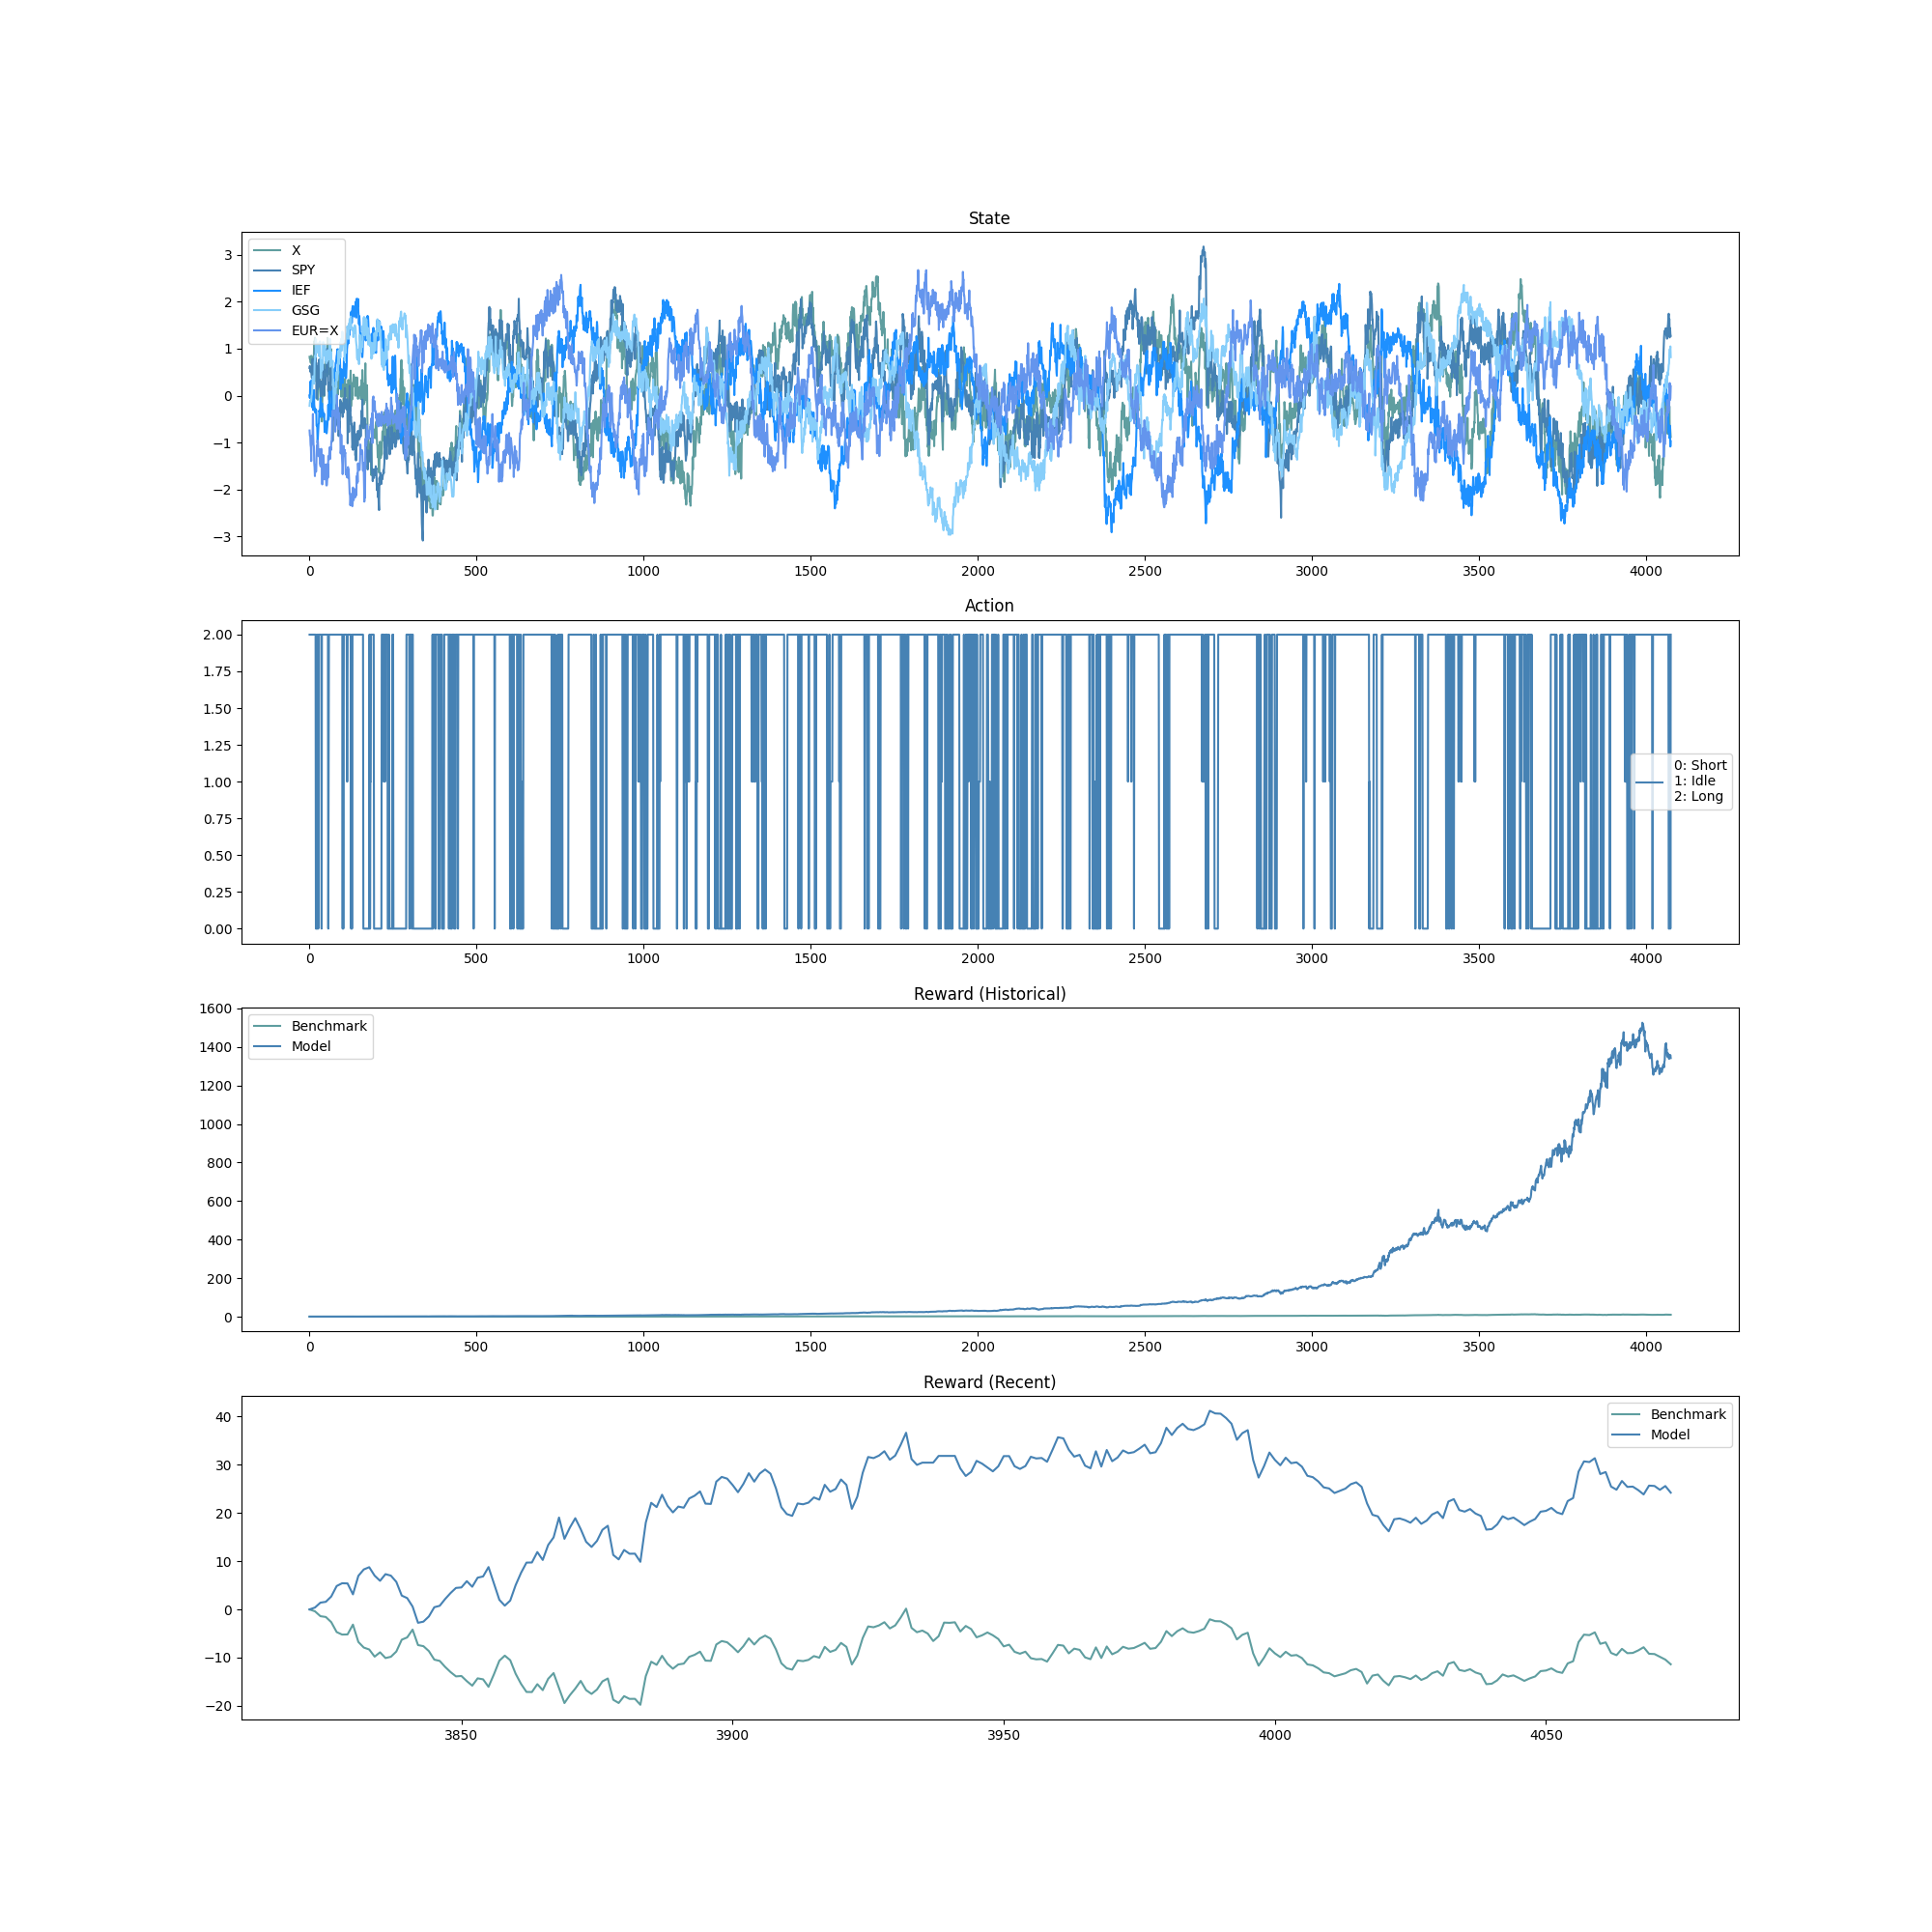 State
3
2
1
0
−1
−2
−3
X
SPY
IEF
GSG
EUR=X
0 500 1000 1500 2000 2500 3000 3500 4000
Action
2.00
1.75
1.50
1.25
1.00
0.75
0.50
0.25
0.00
0: Short
1: Idle
2: Long
0 500 1000 1500 2000 2500 3000 3500 4000
Reward (Historical)
1600
1400
1200
1000
800
600
400
200
0
Benchmark
Model
0 500 1000 1500 2000 2500 3000 3500 4000
Reward (Recent)
40
30
20
10
0
−10
−20
Benchmark
Model
3850 3900 3950 4000 4050